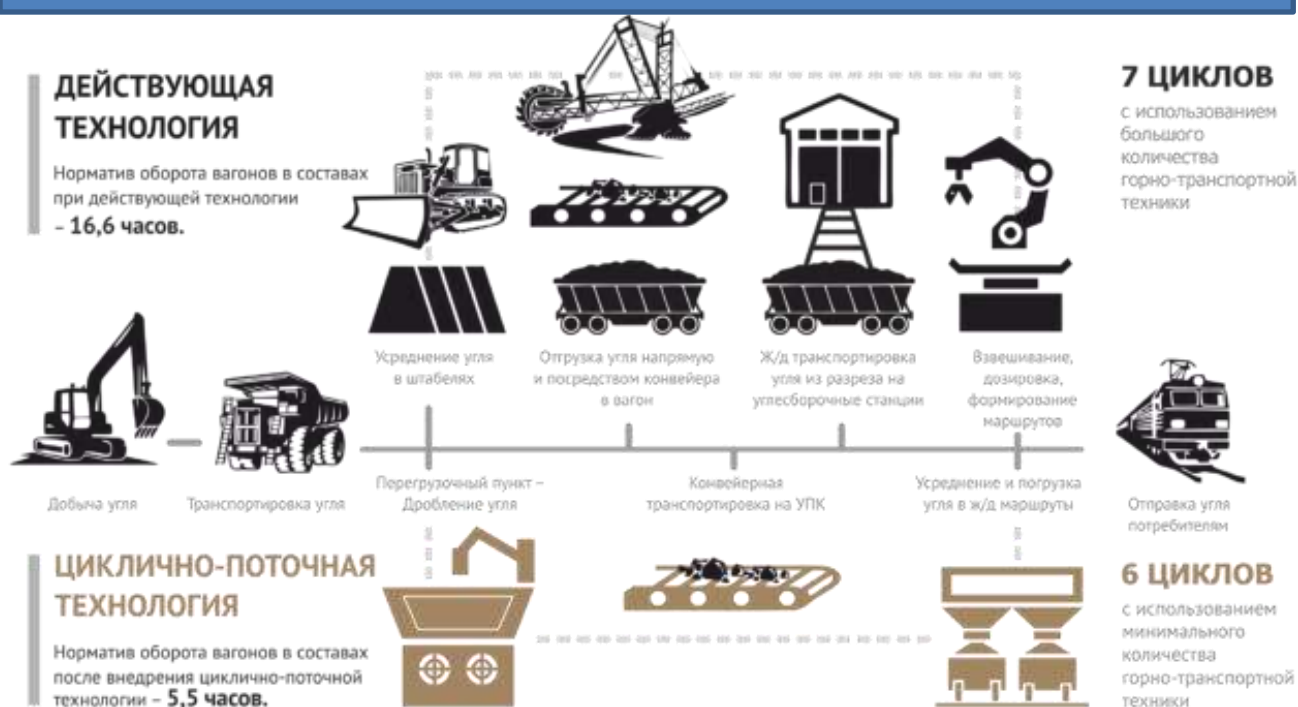 ДЕЙСТВУЮЩАЯ
ТЕХНОЛОГИЯ
Норматив оборота вагонов в составах
при действующей технологии
– 16,6 часов.
7 ЦИКЛОВ
с использованием
большого
количества
горно-транспортной
техники
Усреднение угля
в штабелях
Отгрузка угля напрямую
и посредством конвейера
в вагон
Ж/д транспортировка
угля из разреза на
углесборочные станции
Взвешивание,
дозировка,
формирование
маршрутов
Добыча угля
Транспортировка угля
Перегрузочный пункт –
Дробление угля
Конвейерная
транспортировка на УПК
Усреднение и погрузка
угля в ж/д маршруты
Отправка угля
потребителям
ЦИКЛИЧНО-ПОТОЧНАЯ
ТЕХНОЛОГИЯ
Норматив оборота вагонов в составах
после внедрения циклично-поточной
технологии – 5,5 часов.
6 ЦИКЛОВ
с использованием
минимального
количества
горно-транспортной
техники